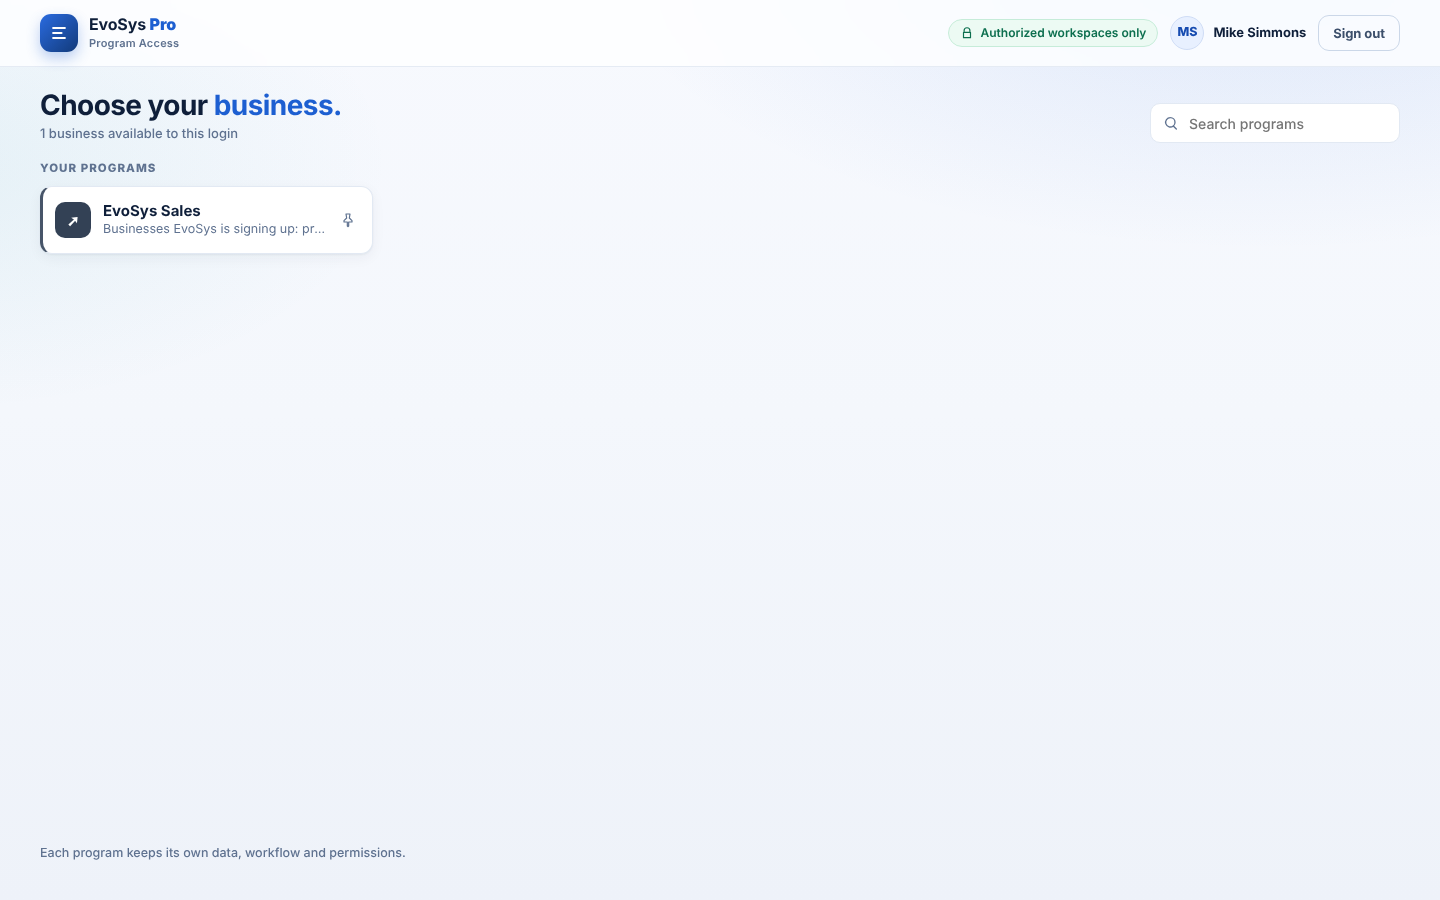 EvoSys Pro
Program Access
Authorized workspaces only
MS
Mike Simmons
Sign out
Choose your business.
1 business available to this login
Search programs
YOUR PROGRAMS
EvoSys Sales
Businesses EvoSys is signing up: pr...
Each program keeps its own data, workflow and permissions.